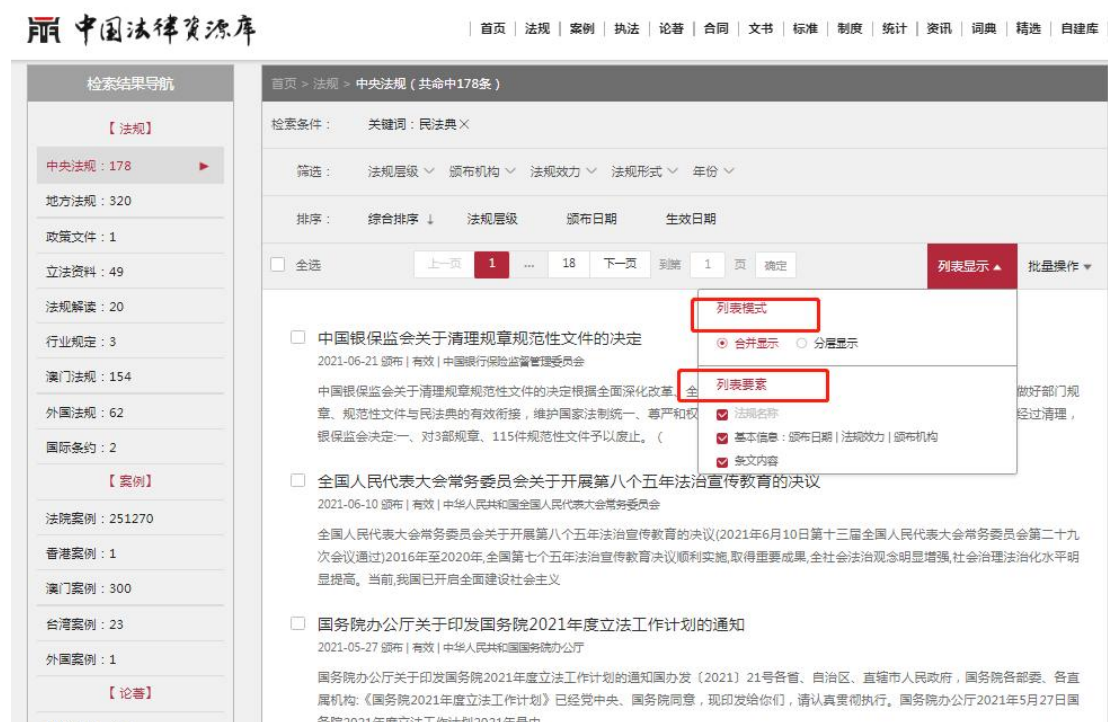 中国法律资源库
首页 | 法规 | 案例 | 执法 | 论著 | 合同 | 文书 | 标准 | 制度 | 统计 | 资讯 | 词典 | 精选 | 自建库
检索结果导航
【法规】
中央法规：178
地方法规：320
政策文件：1
立法资料：49
法规解读：20
行业规定：3
澳门法规：154
外国法规：62
国际条约：2
【案例】
法院案例：251270
香港案例：1
澳门案例：300
台湾案例：23
外国案例：1
【论著】
首页 > 法规 > 中央法规（共命中178条）
检索条件： 关键词：民法典×
筛选： 法规层级 颁布机构 法规效力 法规形式 年份
排序： 综合排序 ↓ 法规层级 颁布日期 生效日期
全选 上一页 1 ... 18 下一页 到第 1 页 确定 列表显示 批量操作
列表模式
合并显示 分层显示
列表要素
法规名称
基本信息：颁布日期 | 法规效力 | 颁布机构
条文内容
中国银保监会关于清理规章规范性文件的决定
2021-06-21 颁布 | 有效 | 中国银行保险监督管理委员会
中国银保监会关于清理规章规范性文件的决定根据全面深化改革、全 做好部门规
章、规范性文件与民法典的有效衔接，维护国家法制统一、尊严和权 经过清理，
银保监会决定:一、对3部规章、115件规范性文件予以废止。（
全国人民代表大会常务委员会关于开展第八个五年法治宣传教育的决议
2021-06-10 颁布 | 有效 | 中华人民共和国全国人民代表大会常务委员会
全国人民代表大会常务委员会关于开展第八个五年法治宣传教育的决议(2021年6月10日第十三届全国人民代表大会常务委员会第二十九
次会议通过)2016年至2020年,全国第七个五年法治宣传教育决议顺利实施,取得重要成果,全社会法治观念明显增强,社会治理法治化水平明
显提高。当前,我国已开启全面建设社会主义
国务院办公厅关于印发国务院2021年度立法工作计划的通知
2021-05-27 颁布 | 有效 | 中华人民共和国国务院办公厅
国务院办公厅关于印发国务院2021年度立法工作计划的通知国办发〔2021〕21号各省、自治区、直辖市人民政府，国务院各部委、各直
属机构:《国务院2021年度立法工作计划》已经党中央、国务院同意，现印发给你们，请认真贯彻执行。国务院办公厅2021年5月27日国